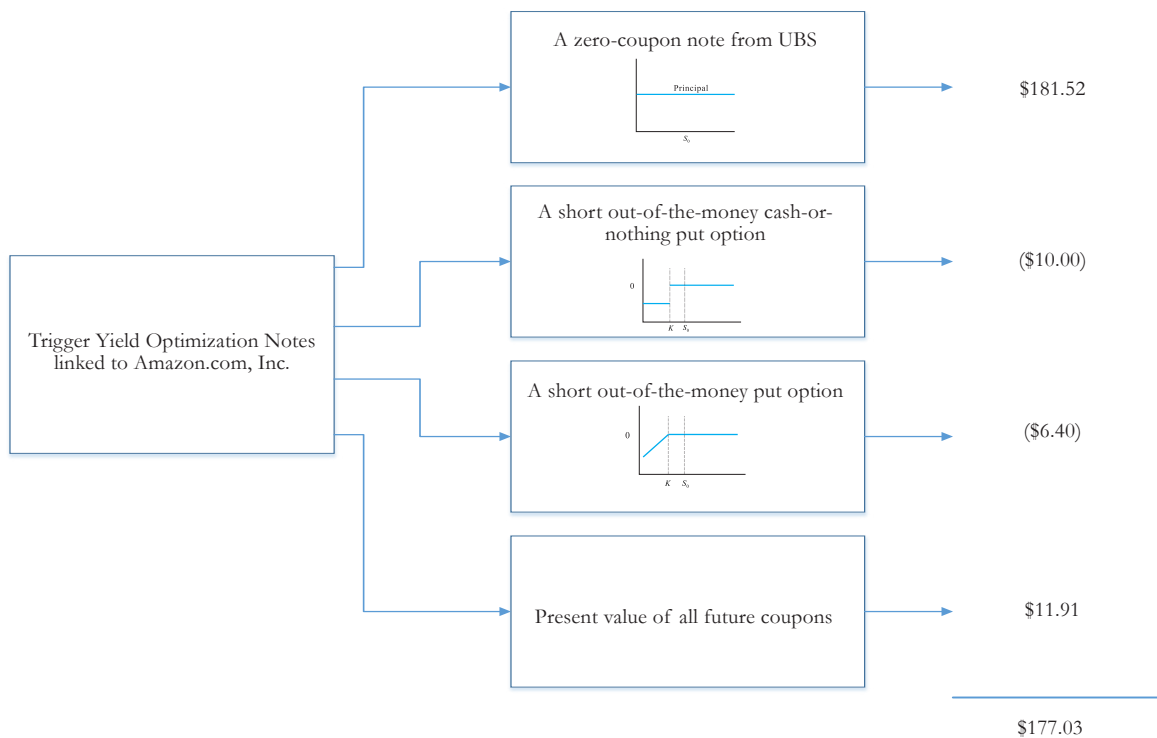 A zero-coupon note from UBS
Principal
S0
$181.52
A short out-of-the-money cash-or-
nothing put option
0
K S0
($10.00)
Trigger Yield Optimization Notes
linked to Amazon.com, Inc.
A short out-of-the-money put option
0
K S0
($6.40)
Present value of all future coupons
$11.91
$177.03